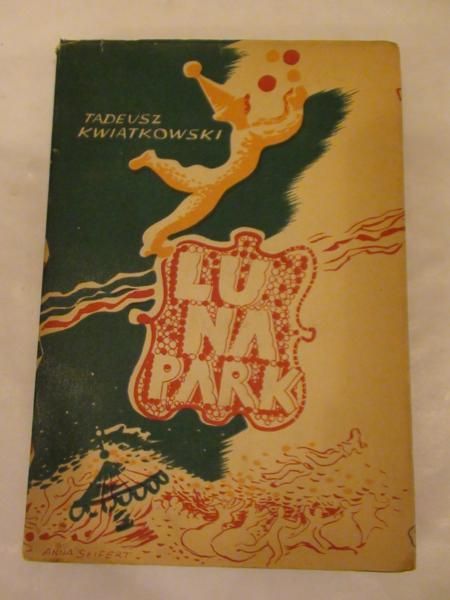 TADEUSZ
KWIATKOWSKI
LU
NA
PARK
ANNA SEIFERT